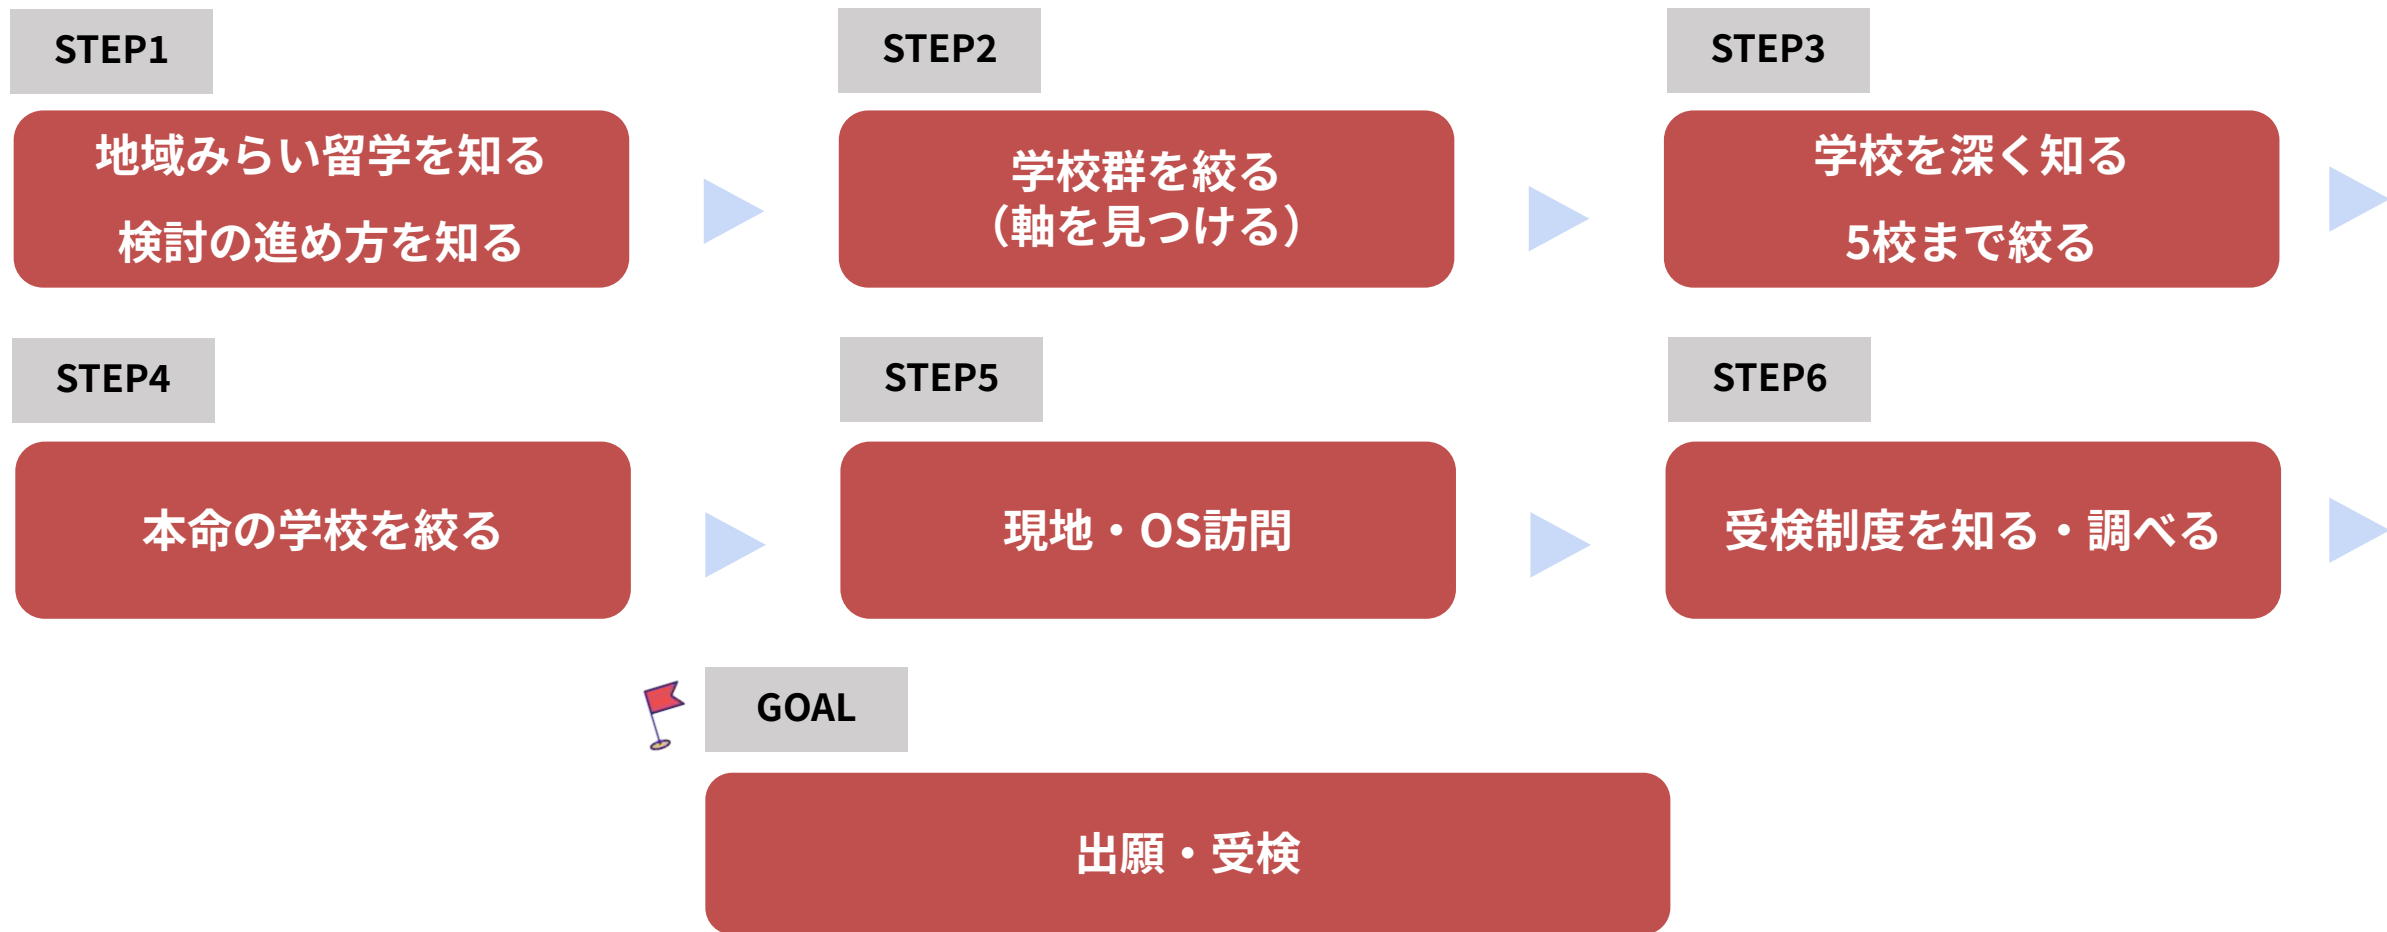 STEP1
地域みらい留学を知る
検討の進め方を知る
STEP2
学校群を絞る
（軸を見つける）
STEP3
学校を深く知る
5校まで絞る
STEP4
本命の学校を絞る
STEP5
現地・OS訪問
STEP6
受検制度を知る・調べる
GOAL
出願・受検